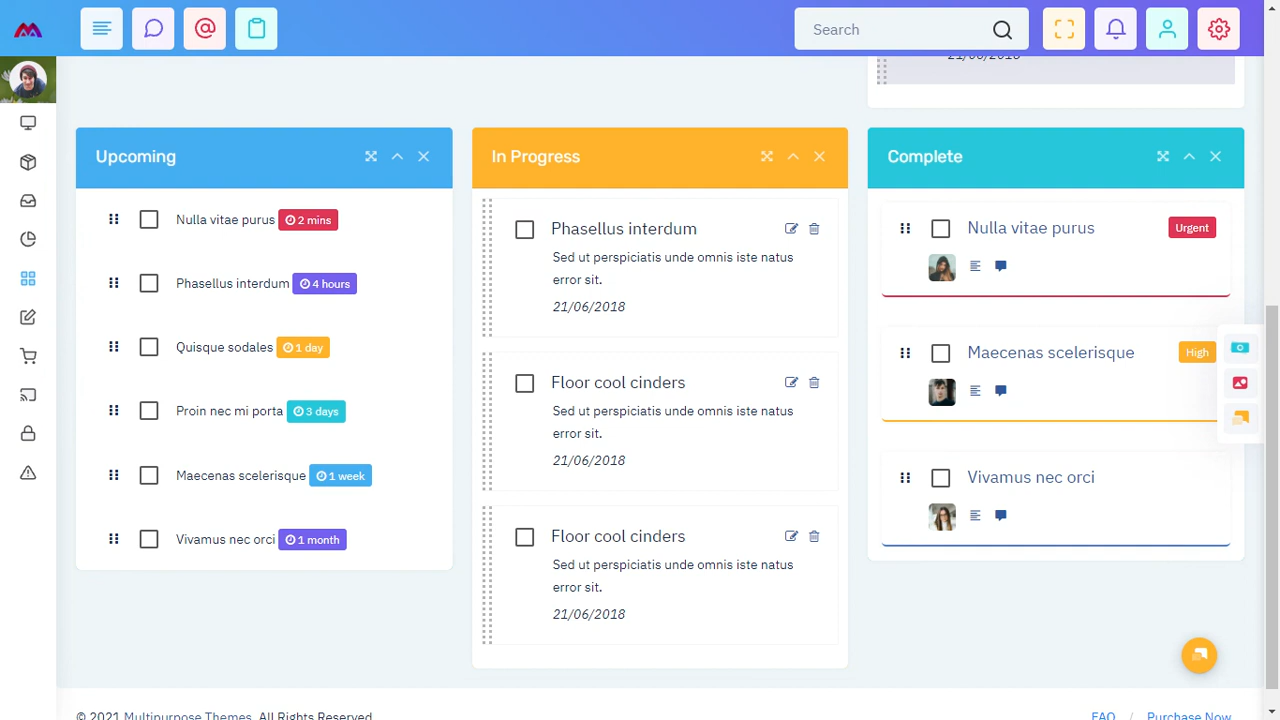 Search
21/06/2018
Upcoming
Nulla vitae purus 2 mins
Phasellus interdum 4 hours
Quisque sodales 1 day
Proin nec mi porta 3 days
Maecenas scelerisque 1 week
Vivamus nec orci 1 month
In Progress
Phasellus interdum
Sed ut perspiciatis unde omnis iste natus
error sit.
21/06/2018
Floor cool cinders
Sed ut perspiciatis unde omnis iste natus
error sit.
21/06/2018
Floor cool cinders
Sed ut perspiciatis unde omnis iste natus
error sit.
21/06/2018
Complete
Nulla vitae purus Urgent
Maecenas scelerisque High
Vivamus nec orci
© 2021 Multipurpose Themes. All Rights Reserved.
FAQ / Purchase Now